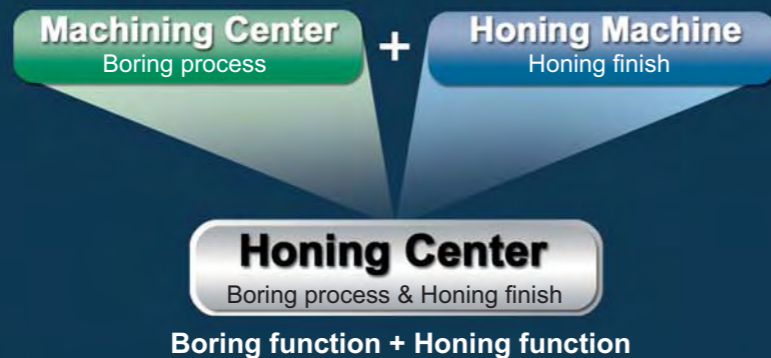 Machining Center
Boring process
+
Honing Machine
Honing finish
Honing Center
Boring process & Honing finish
Boring function + Honing function